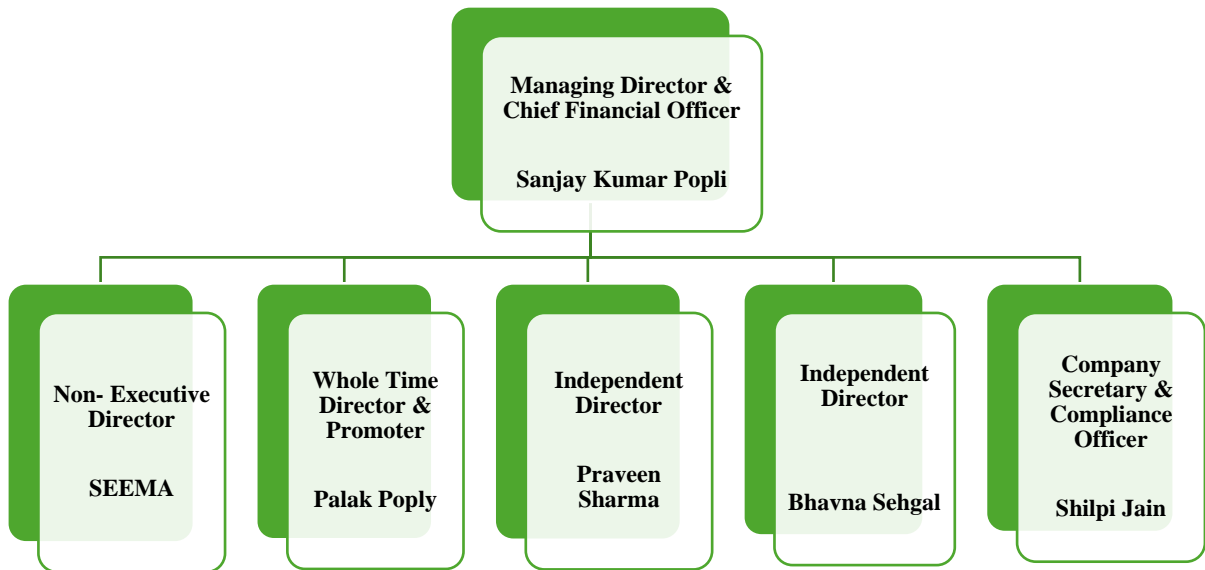 Managing Director &
Chief Financial Officer
Sanjay Kumar Popli
Non- Executive
Director
SEEMA
Whole Time
Director &
Promoter
Palak Poply
Independent
Director
Praveen
Sharma
Independent
Director
Bhavna Sehgal
Company
Secretary &
Compliance
Officer
Shilpi Jain